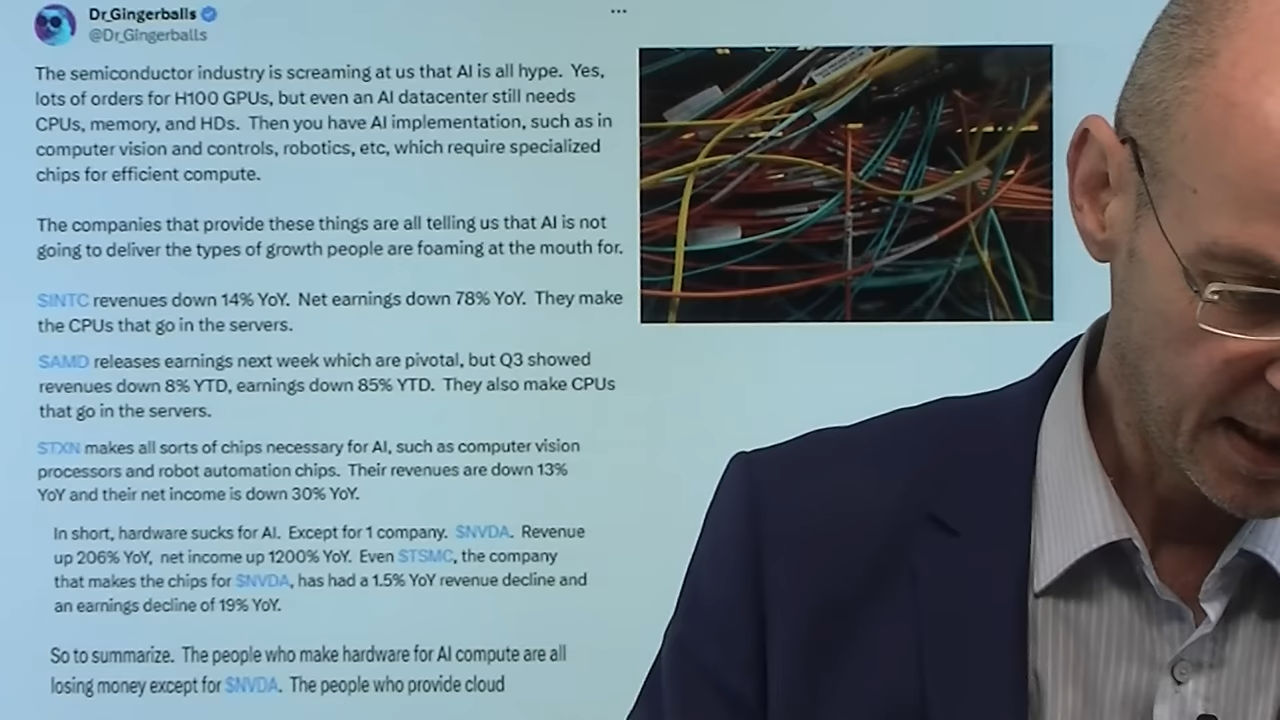 Dr_Gingerballs
@Dr_Gingerballs
The semiconductor industry is screaming at us that AI is all hype. Yes,
lots of orders for H100 GPUs, but even an AI datacenter still needs
CPUs, memory, and HDs. Then you have AI implementation, such as in
computer vision and controls, robotics, etc, which require specialized
chips for efficient compute.
The companies that provide these things are all telling us that AI is not
going to deliver the types of growth people are foaming at the mouth for.
$INTC revenues down 14% YoY. Net earnings down 78% YoY. They make
the CPUs that go in the servers.
$AMD releases earnings next week which are pivotal, but Q3 showed
revenues down 8% YTD, earnings down 85% YTD. They also make CPUs
that go in the servers.
$TXN makes all sorts of chips necessary for AI, such as computer vision
processors and robot automation chips. Their revenues are down 13%
YoY and their net income is down 30% YoY.
In short, hardware sucks for AI. Except for 1 company. $NVDA. Revenue
up 206% YoY, net income up 1200% YoY. Even $TSMC, the company
that makes the chips for $NVDA, has had a 1.5% YoY revenue decline and
an earnings decline of 19% YoY.
So to summarize. The people who make hardware for AI compute are all
losing money except for $NVDA. The people who provide cloud